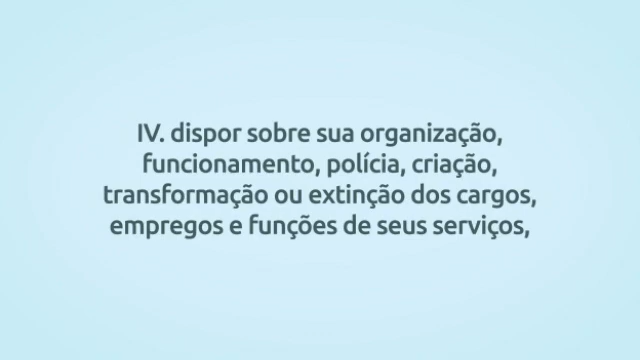 IV. dispor sobre sua organização,
funcionamento, polícia, criação,
transformação ou extinção dos cargos,
empregos e funções de seus serviços,